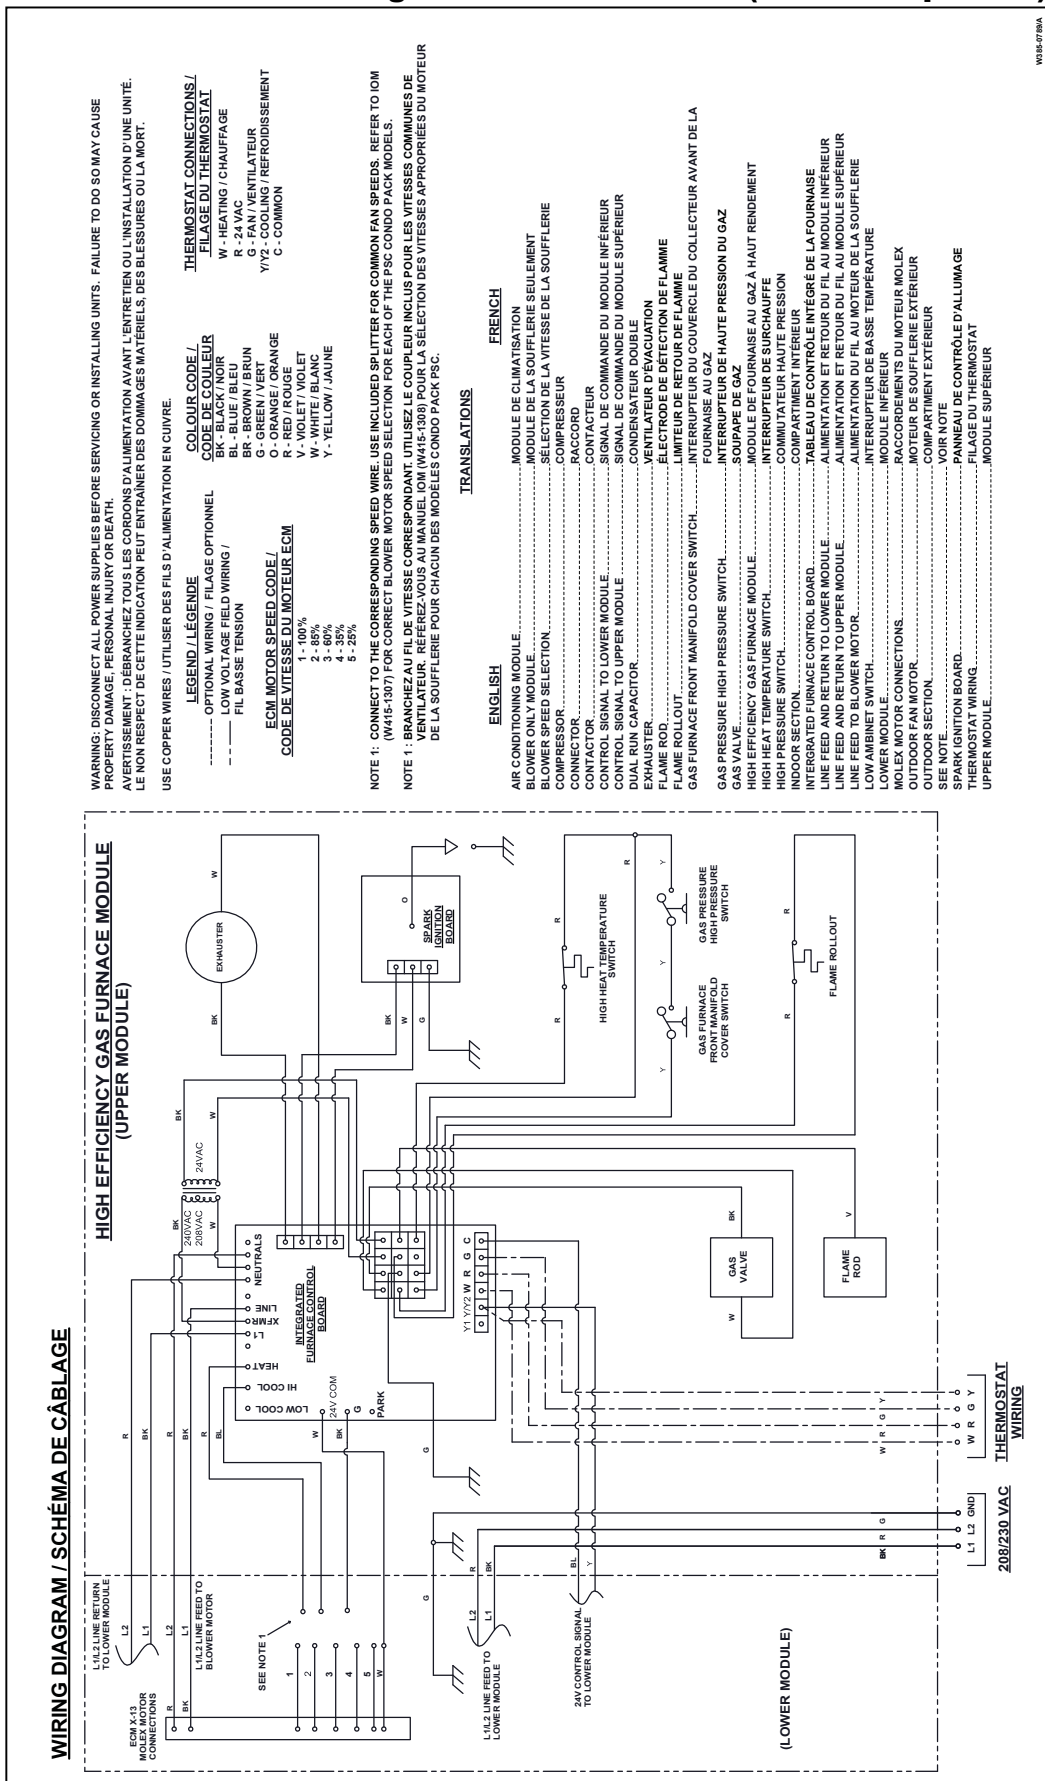 WIRING DIAGRAM / SCHÉMA DE CÂBLAGE
HIGH EFFICIENCY GAS FURNACE MODULE
(UPPER MODULE)
L1/L2 LINE RETURN
TO LOWER MODULE
L2
L1
R
BK
ECM X-13
MOLEX MOTOR
CONNECTIONS
L2
L1
R
BK
R
BK
L1/L2 LINE FEED TO
BLOWER MOTOR
R
BL
SEE NOTE 1
1
2
3
4
5
W
W
BK
LOW COOL
HI COOL
HEAT
L1
XFMR
LINE
NEUTRALS
24V COM
G
PARK
INTEGRATED
FURNACE CONTROL
BOARD
BK
240VAC
208VAC
W
24VAC
BK
W
BK
EXHAUSTER
W
BK
W
G
O
SPARK
IGNITION
BOARD
R
R
HIGH HEAT TEMPERATURE
SWITCH
R
Y
Y
Y
GAS FURNACE
FRONT MANIFOLD
COVER SWITCH
GAS PRESSURE
HIGH PRESSURE
SWITCH
R
R
FLAME ROLLOUT
Y1 Y/Y2 W R G C
G
G
W
BK
GAS
VALVE
V
FLAME
ROD
L2
L1
R
BK
L1/L2 LINE FEED TO
LOWER MODULE
BL
Y
24V CONTROL SIGNAL
TO LOWER MODULE
(LOWER MODULE)
BK R G
L1 L2 GND
208/230 VAC
W R G Y
W R G Y
THERMOSTAT
WIRING
WARNING: DISCONNECT ALL POWER SUPPLIES BEFORE SERVICING OR INSTALLING UNITS. FAILURE TO DO SO MAY CAUSE
PROPERTY DAMAGE, PERSONAL INJURY OR DEATH.
AVERTISSEMENT : DÉBRANCHEZ TOUS LES CORDONS D'ALIMENTATION AVANT L'ENTRETIEN OU L'INSTALLATION D'UNE UNITÉ.
LE NON RESPECT DE CETTE INDICATION PEUT ENTRAÎNER DES DOMMAGES MATÉRIELS, DES BLESSURES OU LA MORT.
USE COPPER WIRES / UTILISER DES FILS D'ALIMENTATION EN CUIVRE.
LEGEND / LÉGENDE
OPTIONAL WIRING / FILAGE OPTIONNEL
LOW VOLTAGE FIELD WIRING /
FIL BASSE TENSION
ECM MOTOR SPEED CODE /
CODE DE VITESSE DU MOTEUR ECM
1 - 100%
2 - 85%
3 - 60%
4 - 35%
5 - 25%
COLOUR CODE /
CODE DE COULEUR
BK - BLACK / NOIR
BL - BLUE / BLEU
BR - BROWN / BRUN
G - GREEN / VERT
O - ORANGE / ORANGE
R - RED / ROUGE
V - VIOLET / VIOLET
W - WHITE / BLANC
Y - YELLOW / JAUNE
THERMOSTAT CONNECTIONS /
FILAGE DU THERMOSTAT
W - HEATING / CHAUFFAGE
R - 24 VAC
G - FAN / VENTILATEUR
Y/Y2 - COOLING / REFROIDISSEMENT
C - COMMON
NOTE 1: CONNECT TO THE CORRESPONDING SPEED WIRE. USE INCLUDED SPLITTER FOR COMMON FAN SPEEDS. REFER TO IOM
(W415-1307) FOR CORRECT BLOWER MOTOR SPEED SELECTION FOR EACH OF THE PSC CONDO PACK MODELS.
NOTE 1 : BRANCHEZ AU FIL DE VITESSE CORRESPONDANT. UTILISEZ LE COUPLEUR INCLUS POUR LES VITESSES COMMUNES DE
VENTILATEUR. RÉFÉREZ-VOUS AU MANUEL IOM (W415-1308) POUR LA SÉLECTION DES VITESSES APPROPRIÉES DU MOTEUR
DE LA SOUFFLERIE POUR CHACUN DES MODÈLES CONDO PACK PSC.
TRANSLATIONS
ENGLISH FRENCH
AIR CONDITIONING MODULE MODULE DE CLIMATISATION
BLOWER ONLY MODULE MODULE DE LA SOUFFLERIE SEULEMENT
BLOWER SPEED SELECTION SÉLECTION DE LA VITESSE DE LA SOUFFLERIE
COMPRESSOR COMPRESSEUR
CONNECTOR RACCORD
CONTACTOR CONTACTEUR
CONTROL SIGNAL TO LOWER MODULE SIGNAL DE COMMANDE DU MODULE INFÉRIEUR
CONTROL SIGNAL TO UPPER MODULE SIGNAL DE COMMANDE DU MODULE SUPÉRIEUR
DUAL RUN CAPACITOR CONDENSATEUR DOUBLE
EXHAUSTER VENTILATEUR D'ÉVACUATION
FLAME ROD ÉLECTRODE DE DÉTECTION DE FLAMME
FLAME ROLLOUT LIMITEUR DE RETOUR DE FLAMME
GAS FURNACE FRONT MANIFOLD COVER SWITCH INTERRUPTEUR DU COUVERCLE DU COLLECTEUR AVANT DE LA
FOURNAISE AU GAZ
GAS PRESSURE HIGH PRESSURE SWITCH INTERRUPTEUR DE HAUTE PRESSION DU GAZ
GAS VALVE SOUPAPE DE GAZ
HIGH EFFICIENCY GAS FURNACE MODULE MODULE DE FOURNAISE AU GAZ À HAUT RENDEMENT
HIGH HEAT TEMPERATURE SWITCH INTERRUPTEUR DE SURCHAUFFE
HIGH PRESSURE SWITCH COMMUTATEUR HAUTE PRESSION
INDOOR SECTION COMPARTIMENT INTÉRIEUR
INTERGRATED FURNACE CONTROL BOARD TABLEAU DE CONTRÔLE INTÉGRÉ DE LA FOURNAISE
LINE FEED AND RETURN TO LOWER MODULE ALIMENTATION ET RETOUR DU FIL AU MODULE INFÉRIEUR
LINE FEED AND RETURN TO UPPER MODULE ALIMENTATION ET RETOUR DU FIL AU MODULE SUPÉRIEUR
LINE FEED TO BLOWER MOTOR ALIMENTATION DU FIL AU MOTEUR DE LA SOUFFLERIE
LOW AMBINET SWITCH INTERRUPTEUR DE BASSE TEMPÉRATURE
LOWER MODULE MODULE INFÉRIEUR
MOLEX MOTOR CONNECTIONS RACCORDEMENTS DU MOTEUR MOLEX
OUTDOOR FAN MOTOR MOTEUR DE SOUFFLERIE EXTÉRIEUR
OUTDOOR SECTION COMPARTIMENT EXTÉRIEUR
SEE NOTE VOIR NOTE
SPARK IGNITION BOARD PANNEAU DE CONTRÔLE D'ALLUMAGE
THERMOSTAT WIRING FILAGE DU THERMOSTAT
UPPER MODULE MODULE SUPÉRIEUR
W385-0789/A